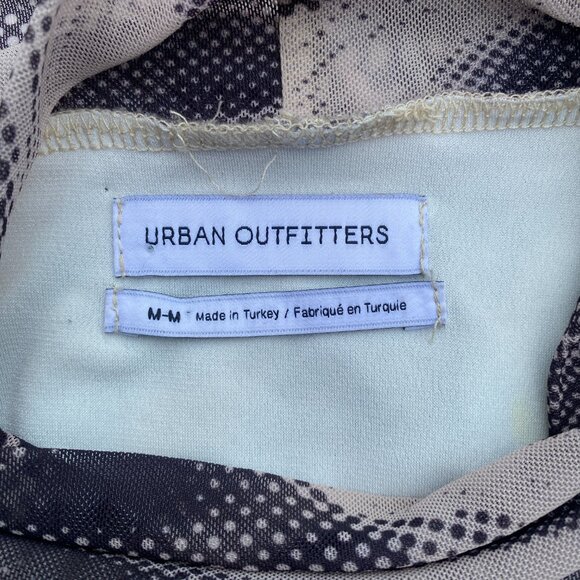 URBAN OUTFITTERS
M-M Made in Turkey / Fabriqué en Turquie